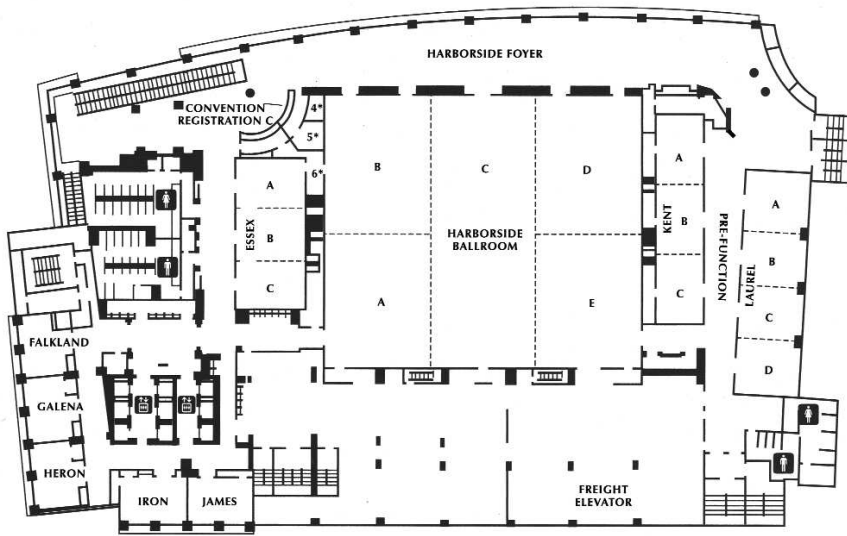 HARBORSIDE FOYER
CONVENTION
REGISTRATION C
4*
5*
6*
A
B
C
ESSEX
B
C
D
HARBORSIDE
BALLROOM
A
E
A
B
C
KENT
PRE-FUNCTION
A
B
C
D
LAUREL
FALKLAND
GALENA
HERON
IRON
JAMES
FREIGHT
ELEVATOR